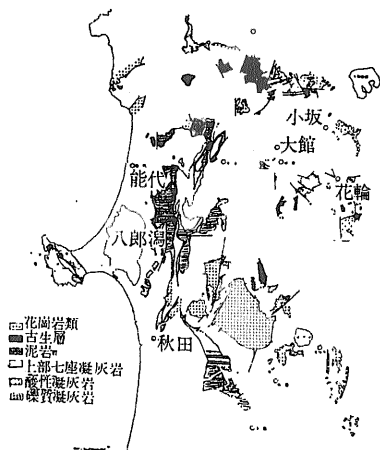 小坂
大館
能代
花輪
八郎潟
秋田
花崗岩類
古生層
泥岩
上部七座凝灰岩
酸性凝灰岩
礫質凝灰岩